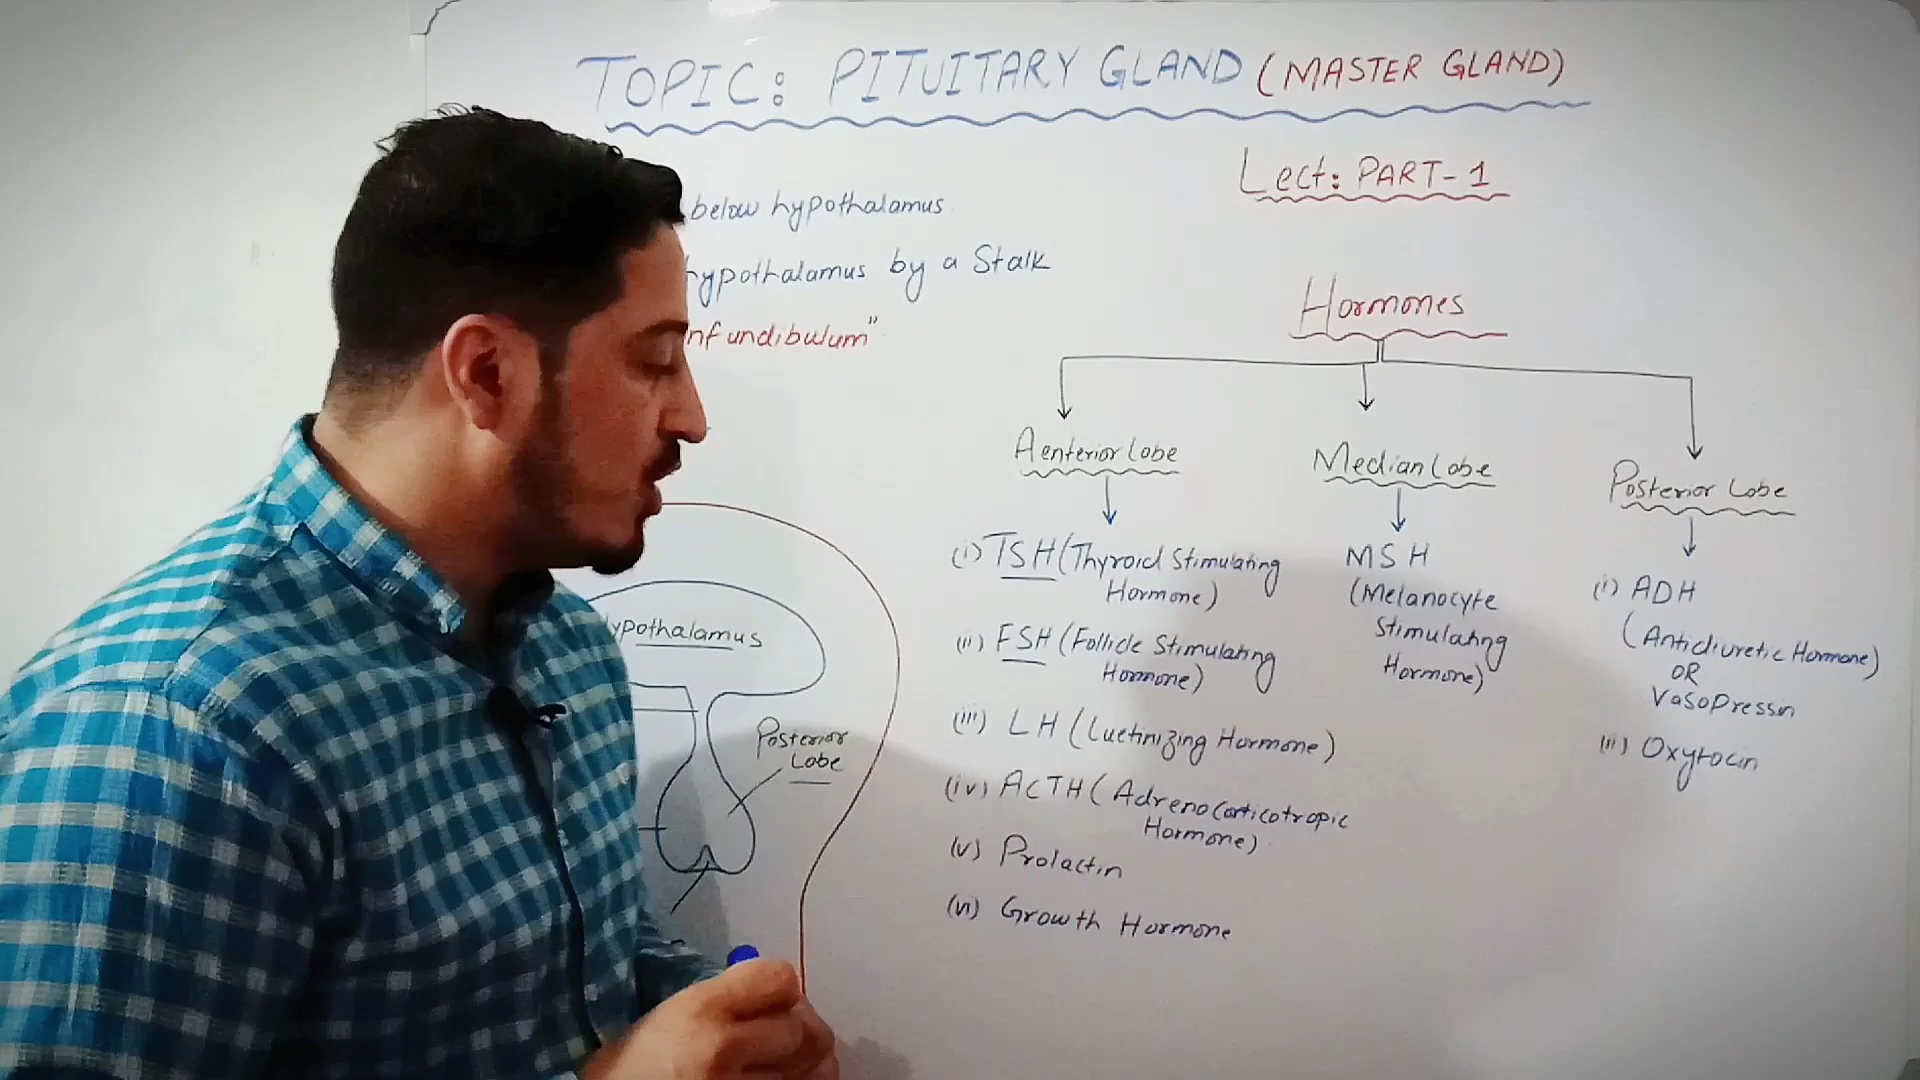 TOPIC: PITUITARY GLAND (MASTER GLAND)
Lect: PART-1
below hypothalamus
hypothalamus by a Stalk
nfundibulum"
Hormones
Aenterior Lobe
Median Lobe
Posterior Lobe
(i) TSH (Thyroid Stimulating
Hormone)
(ii) FSH (Follicle Stimulating
Hormone)
(iii) LH (Luetinizing Hormone)
(iv) ACTH (Adrenocorticotropic
Hormone)
(v) Prolactin
(vi) Growth Hormone
MSH
(Melanocyte
Stimulating
Hormone)
(i) ADH
(Antidiuretic Hormone)
OR
Vasopressin
(ii) Oxytocin
ypothalamus
Posterior
Lobe